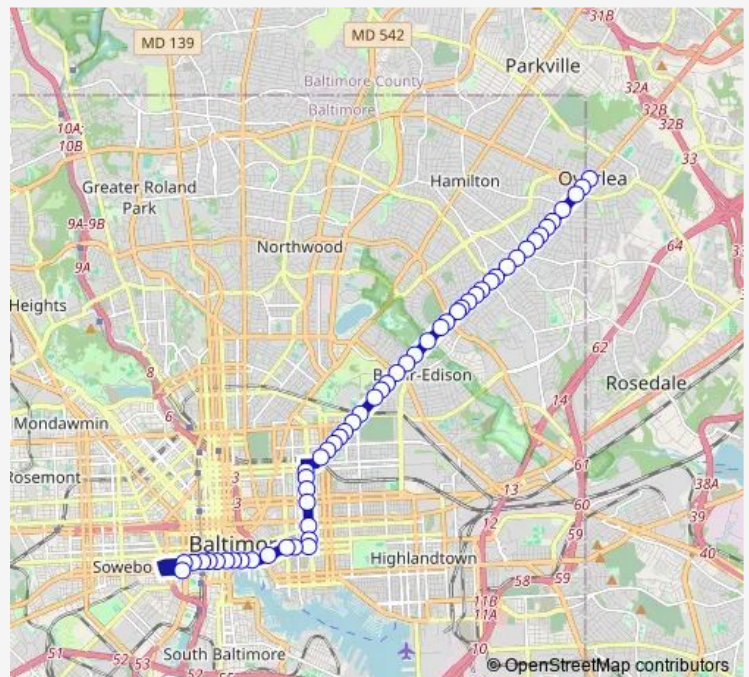 31B
MD 139
MD 542
Parkville
Baltimore County
Baltimore
32A
32B
32B
10A;
10B
33
Hamilton
Greater Roland
Park
9A-9B
Northwood
64
9A
Heights
62
8
Rosedale
14
6
Mondawmin
61
Rosemont
3
3
13
38A
60
39
12
59
40
Highlandtown
Sowebo
58
59
11B
11A
51
52
53
South Baltimore
10
52
© OpenStreetMap contributors